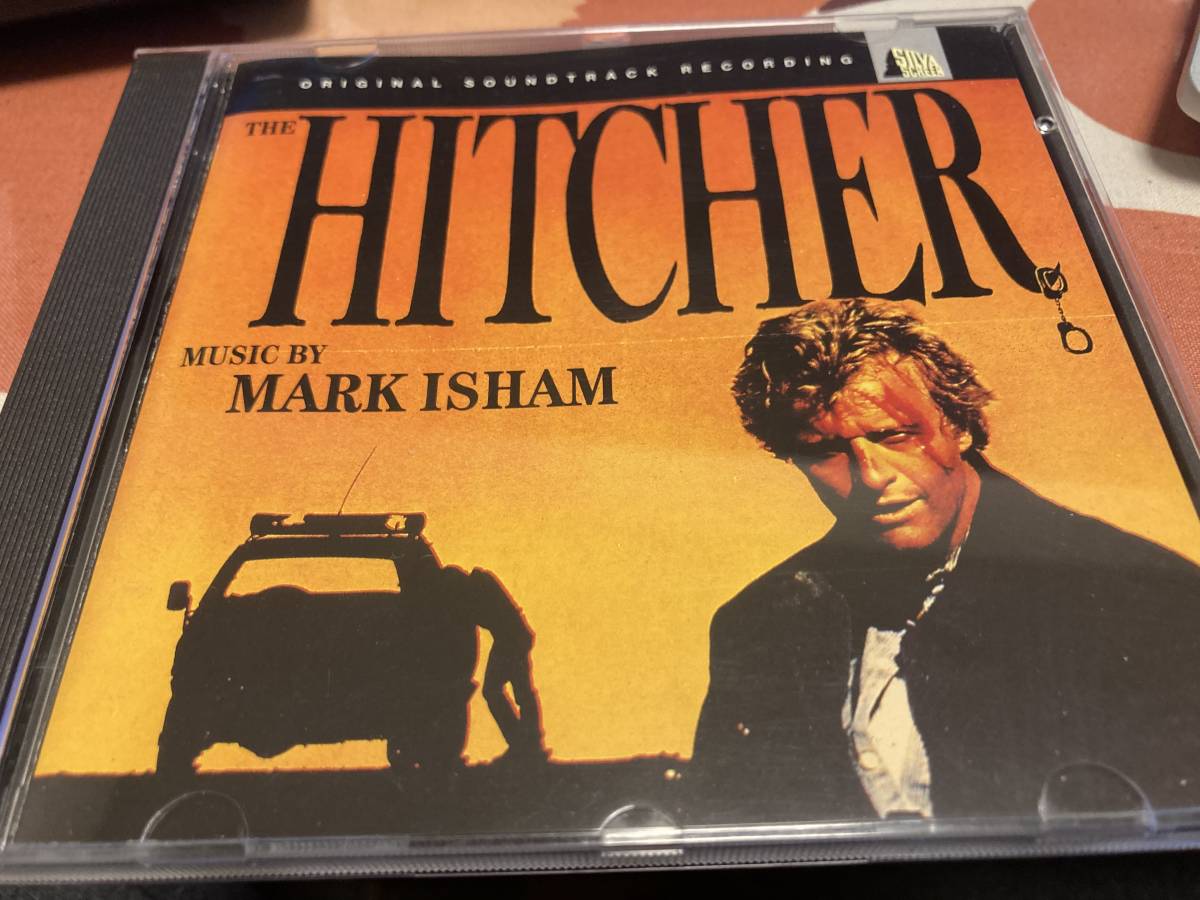 ORIGINAL SOUNDTRACK RECORDING
SILVA
SCREEN
THE
HITCHER
MUSIC BY
MARK ISHAM